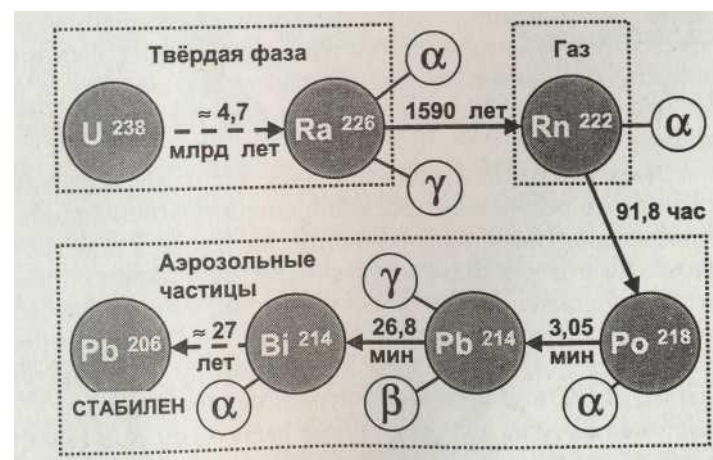 Твёрдая фаза
Газ
α
U 238
≈ 4,7
млрд лет
Ra 226
1590 лет
Rn 222
α
γ
91,8 час
Аэрозольные
частицы
γ
Pb 206
≈ 27
лет
Bi 214
26,8
мин
Pb 214
3,05
мин
Po 218
СТАБИЛЕН
α
β
α